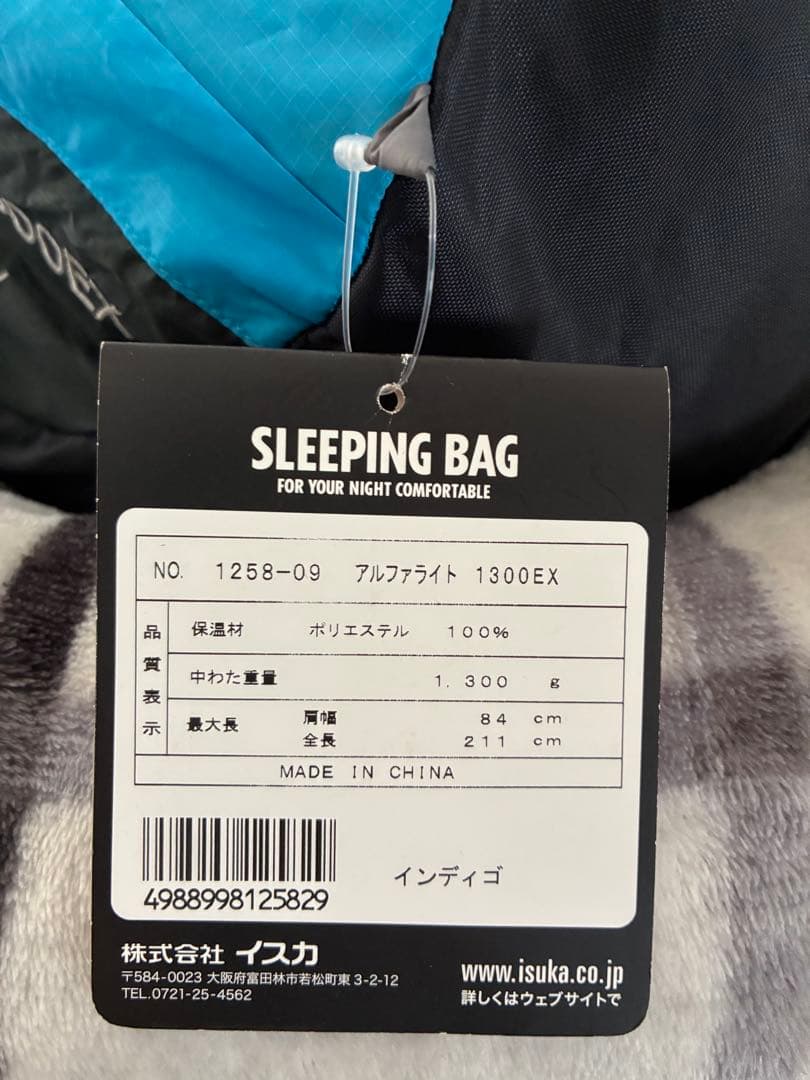 SLEEPING BAG
FOR YOUR NIGHT COMFORTABLE
NO. 1258-09 アルファライト 1300EX
品質表示
保温材 ポリエステル 100%
中わた重量 1,300 g
最大長 肩幅 84 cm
全長 211 cm
MADE IN CHINA
4988998125829
インディゴ
株式会社 イスカ
〒584-0023 大阪府富田林市若松町東3-2-12
TEL.0721-25-4562
www.isuka.co.jp
詳しくはウェブサイトで